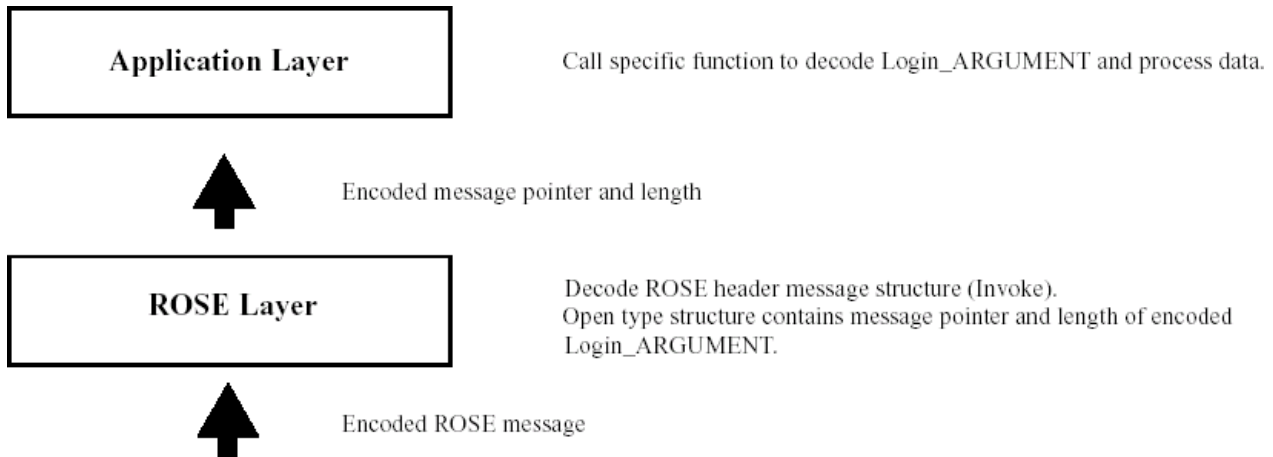 Application Layer
Call specific function to decode Login_ARGUMENT and process data.
Encoded message pointer and length
ROSE Layer
Decode ROSE header message structure (Invoke).
Open type structure contains message pointer and length of encoded
Login_ARGUMENT.
Encoded ROSE message